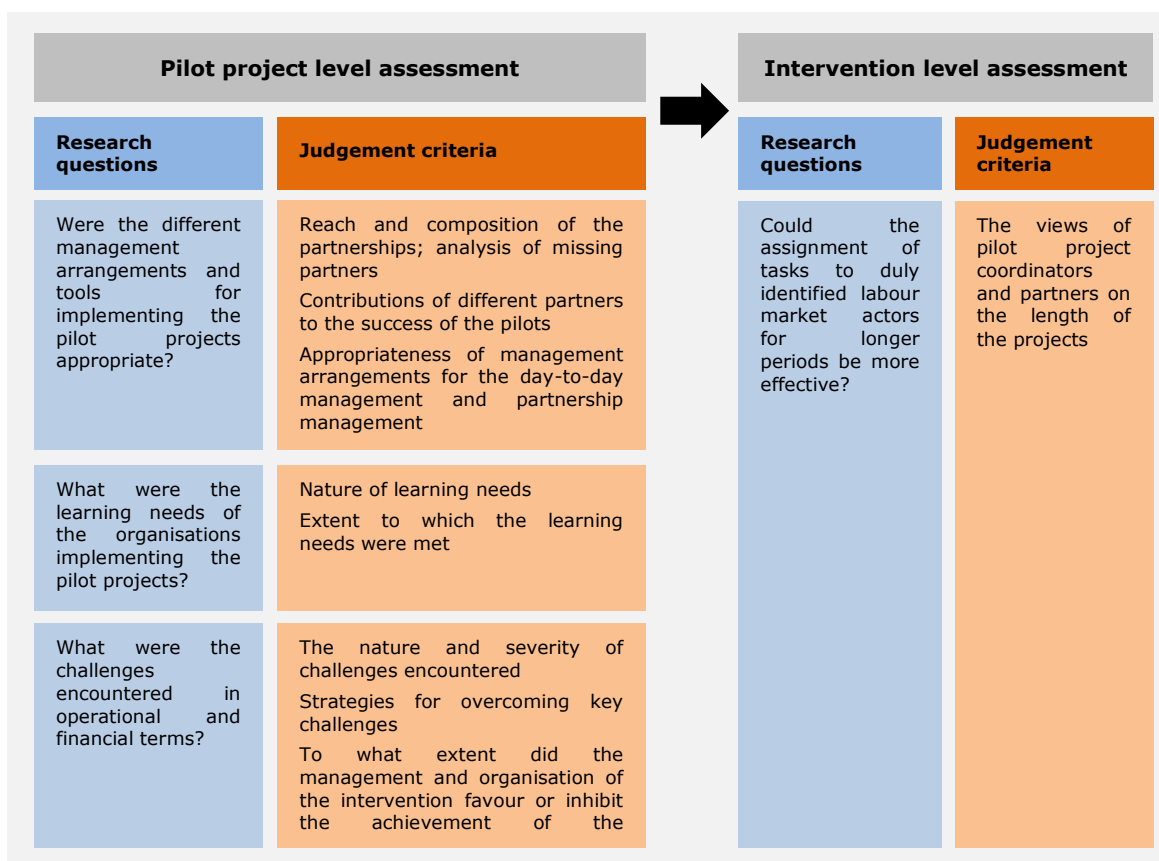 Pilot project level assessment
Research
questions
Judgement criteria
Were the different
management
arrangements and
tools for
implementing the
pilot projects
appropriate?
Reach and composition of the
partnerships; analysis of missing
partners
Contributions of different partners
to the success of the pilots
Appropriateness of management
arrangements for the day-to-day
management and partnership
management
What were the
learning needs of
the organisations
implementing the
pilot projects?
Nature of learning needs
Extent to which the learning
needs were met
What were the
challenges
encountered in
operational and
financial terms?
The nature and severity of
challenges encountered
Strategies for overcoming key
challenges
To what extent did the
management and organisation of
the intervention favour or inhibit
the achievement of the
Intervention level assessment
Research
questions
Judgement
criteria
Could the
assignment of
tasks to duly
identified labour
market actors
for longer
periods be more
effective?
The views of
pilot project
coordinators
and partners on
the length of
the projects